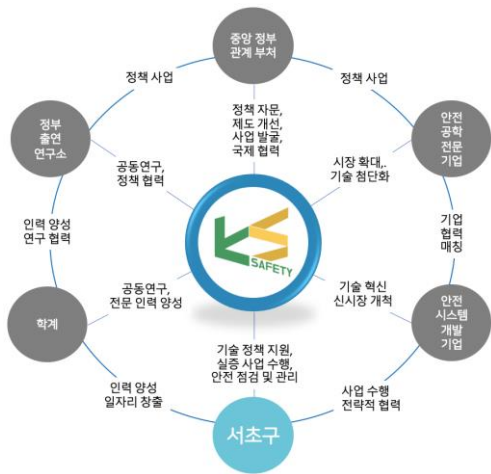 중앙 정부
관계 부처
정책 사업
정책 사업
정부
출연
연구소
정책 자문,
제도 개선,
사업 발굴,
국제 협력
안전
공학
전문
기업
공동연구,
정책 협력
시장 확대,.
기술 첨단화
인력 양성
연구 협력
KS
SAFETY
기업
협력
매칭
학계
공동연구,
전문 인력 양성
기술 혁신
신시장 개척
안전
시스템
개발
기업
기술 정책 지원,
실증 사업 수행,
안전 점검 및 관리
인력 양성
일자리 창출
사업 수행
전략적 협력
서초구